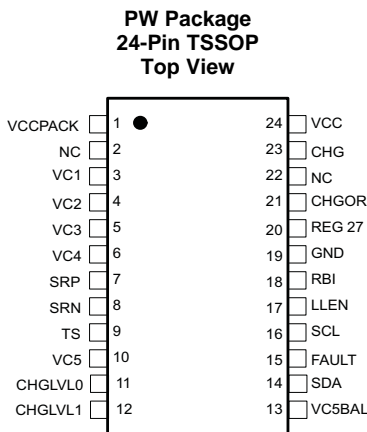 PW Package
24-Pin TSSOP
Top View
VCCPACK 1 24 VCC
NC 2 23 CHG
VC1 3 22 NC
VC2 4 21 CHGOR
VC3 5 20 REG 27
VC4 6 19 GND
SRP 7 18 RBI
SRN 8 17 LLEN
TS 9 16 SCL
VC5 10 15 FAULT
CHGLVL0 11 14 SDA
CHGLVL1 12 13 VC5BAL